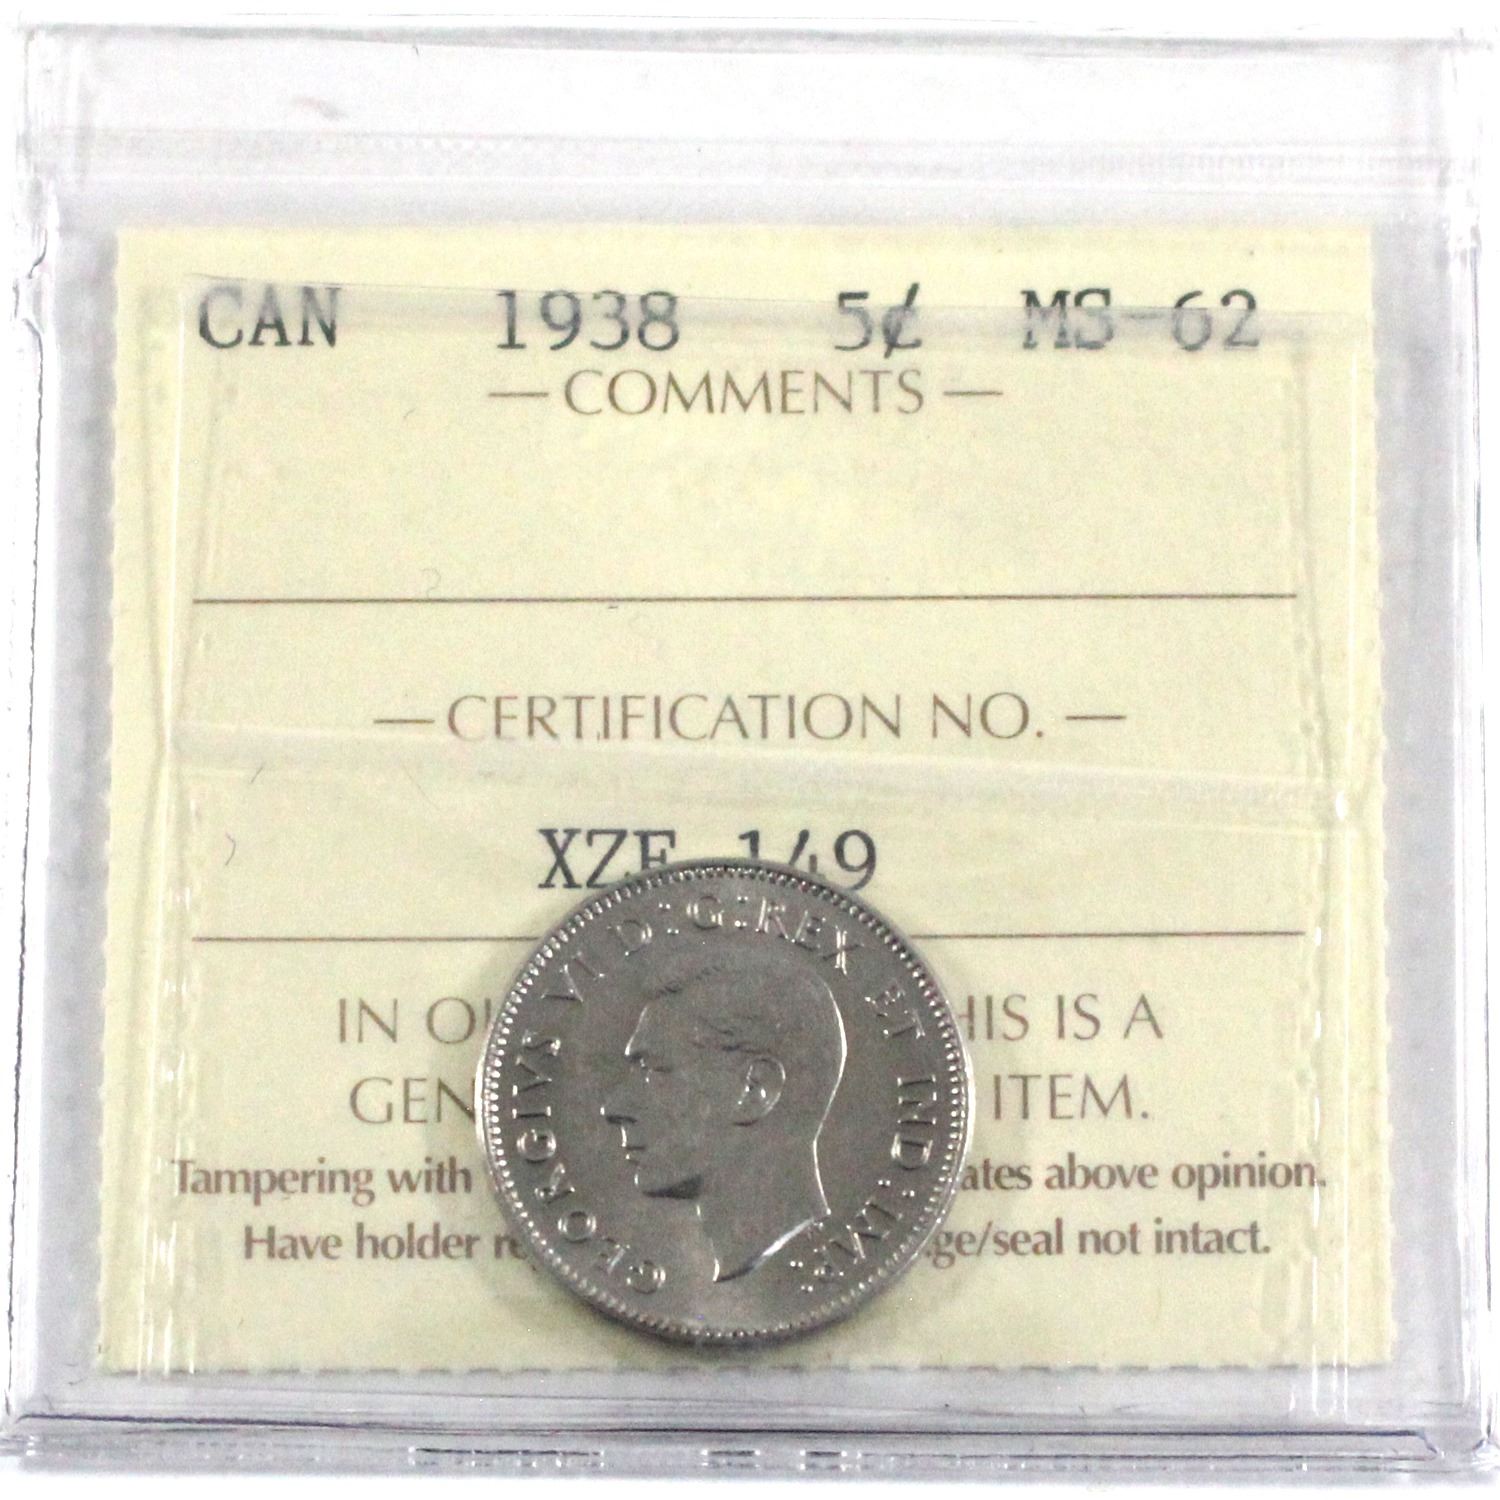 CAN 1938 5¢ MS-62
— COMMENTS —
— CERTIFICATION NO. —
XZE 149
IN HIS IS A
GEN ITEM.
Tampering with ates above opinion.
Have holder ge/seal not intact.
GEORGIVS VI D:G:REX ET IND:IMP: